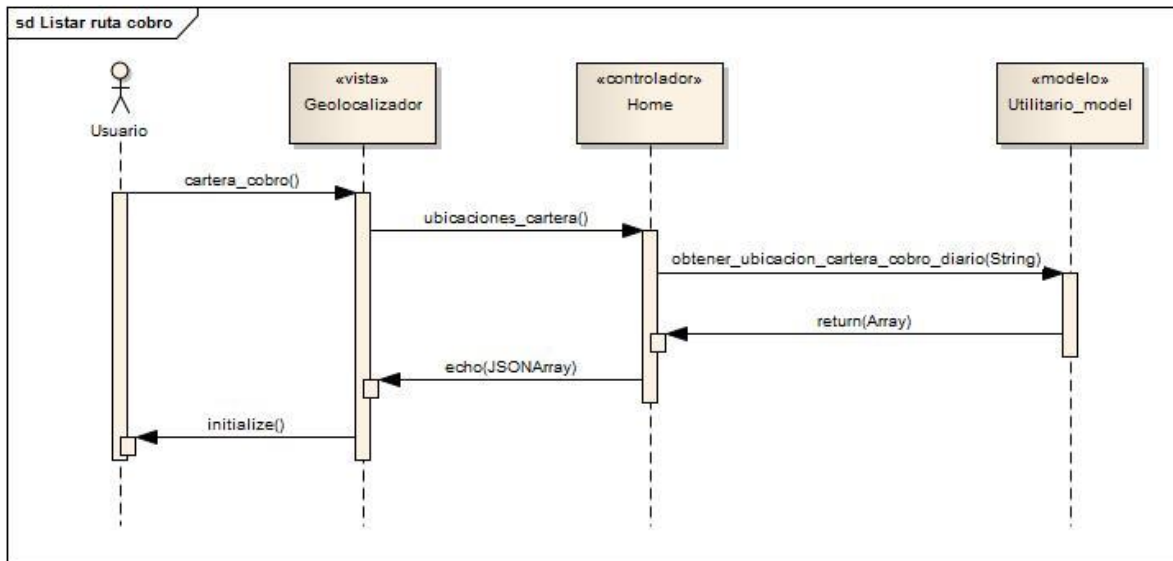 sd Listar ruta cobro
Usuario
«vista»
Geolocalizador
«controlador»
Home
«modelo»
Utilitario_model
cartera_cobro()
ubicaciones_cartera()
obtener_ubicacion_cartera_cobro_diario(String)
return(Array)
echo(JSONArray)
initialize()